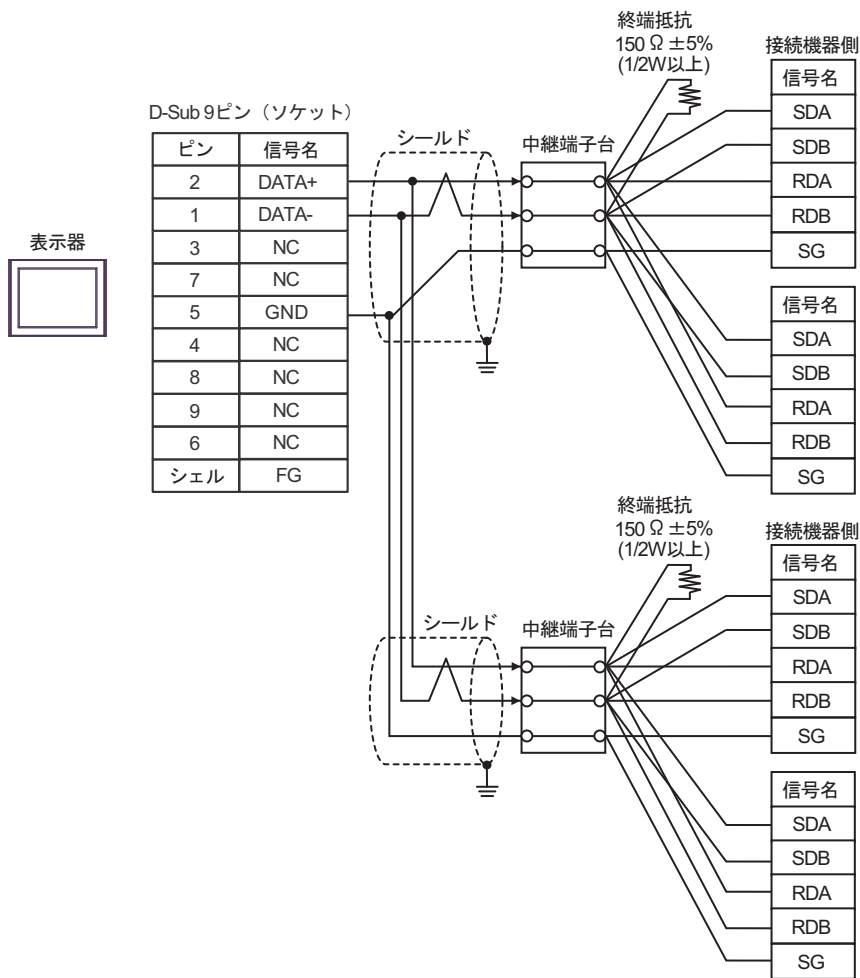 表示器
D-Sub 9ピン（ソケット）
ピン 信号名
2 DATA+
1 DATA-
3 NC
7 NC
5 GND
4 NC
8 NC
9 NC
6 NC
シェル FG
シールド
中継端子台
終端抵抗
150 Ω ±5%
(1/2W以上)
接続機器側
信号名
SDA
SDB
RDA
RDB
SG
信号名
SDA
SDB
RDA
RDB
SG
シールド
中継端子台
終端抵抗
150 Ω ±5%
(1/2W以上)
接続機器側
信号名
SDA
SDB
RDA
RDB
SG
信号名
SDA
SDB
RDA
RDB
SG